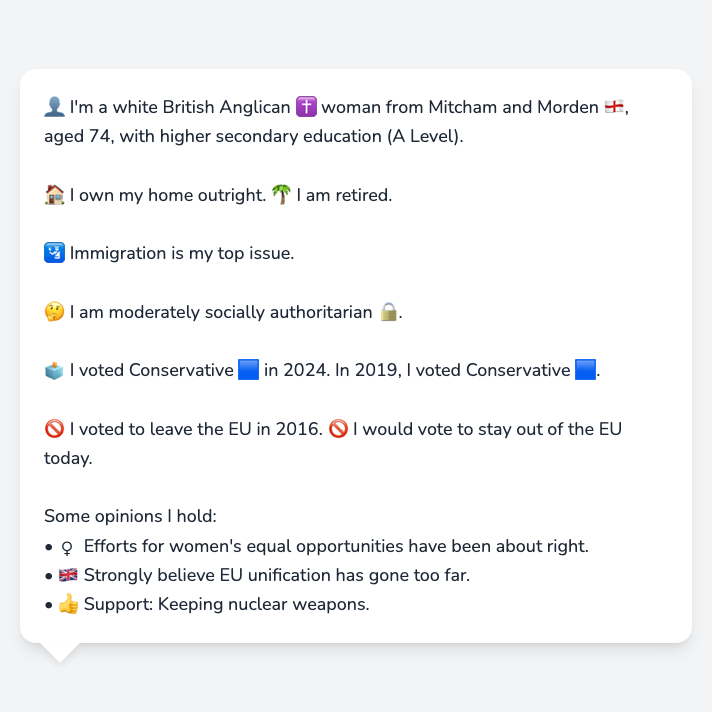 👤 I'm a white British Anglican ✝️ woman from Mitcham and Morden 🏴󠁧󠁢󠁥󠁮󠁧󠁿,
aged 74, with higher secondary education (A Level).
🏠 I own my home outright. 🌴 I am retired.
🛂 Immigration is my top issue.
🤔 I am moderately socially authoritarian 🔒.
🗳️ I voted Conservative 🟦 in 2024. In 2019, I voted Conservative 🟦.
🚫 I voted to leave the EU in 2016. 🚫 I would vote to stay out of the EU
today.
Some opinions I hold:
• ♀ Efforts for women's equal opportunities have been about right.
• 🇬🇧 Strongly believe EU unification has gone too far.
• 👍 Support: Keeping nuclear weapons.